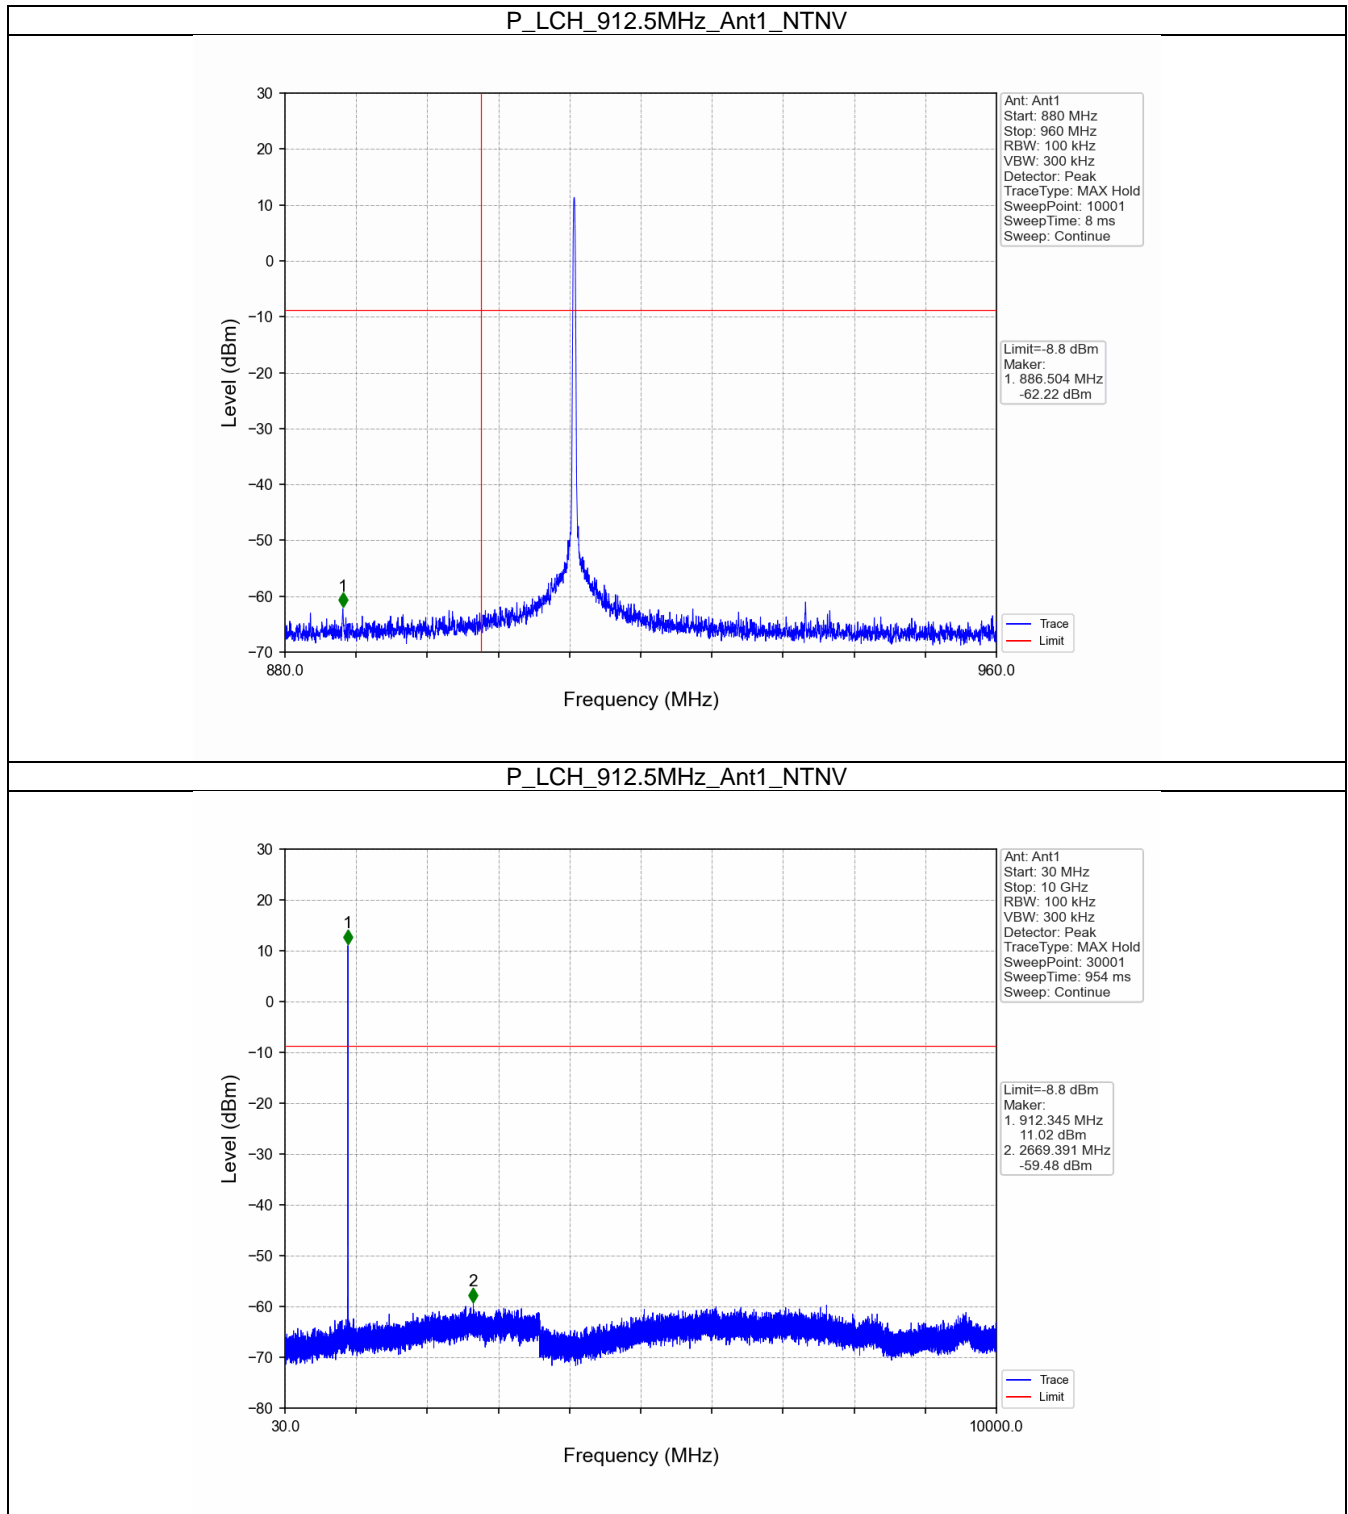 P_LCH_912.5MHz_Ant1_NTNV
30
20
10
0
−10
−20
−30
−40
−50
−60
−70
Level (dBm)
1
880.0
960.0
Frequency (MHz)
Ant: Ant1
Start: 880 MHz
Stop: 960 MHz
RBW: 100 kHz
VBW: 300 kHz
Detector: Peak
TraceType: MAX Hold
SweepPoint: 10001
SweepTime: 8 ms
Sweep: Continue
Limit=-8.8 dBm
Maker:
1. 886.504 MHz
-62.22 dBm
Trace
Limit
P_LCH_912.5MHz_Ant1_NTNV
30
20
10
0
−10
−20
−30
−40
−50
−60
−70
−80
Level (dBm)
1
2
30.0
10000.0
Frequency (MHz)
Ant: Ant1
Start: 30 MHz
Stop: 10 GHz
RBW: 100 kHz
VBW: 300 kHz
Detector: Peak
TraceType: MAX Hold
SweepPoint: 30001
SweepTime: 954 ms
Sweep: Continue
Limit=-8.8 dBm
Maker:
1. 912.345 MHz
11.02 dBm
2. 2669.391 MHz
-59.48 dBm
Trace
Limit